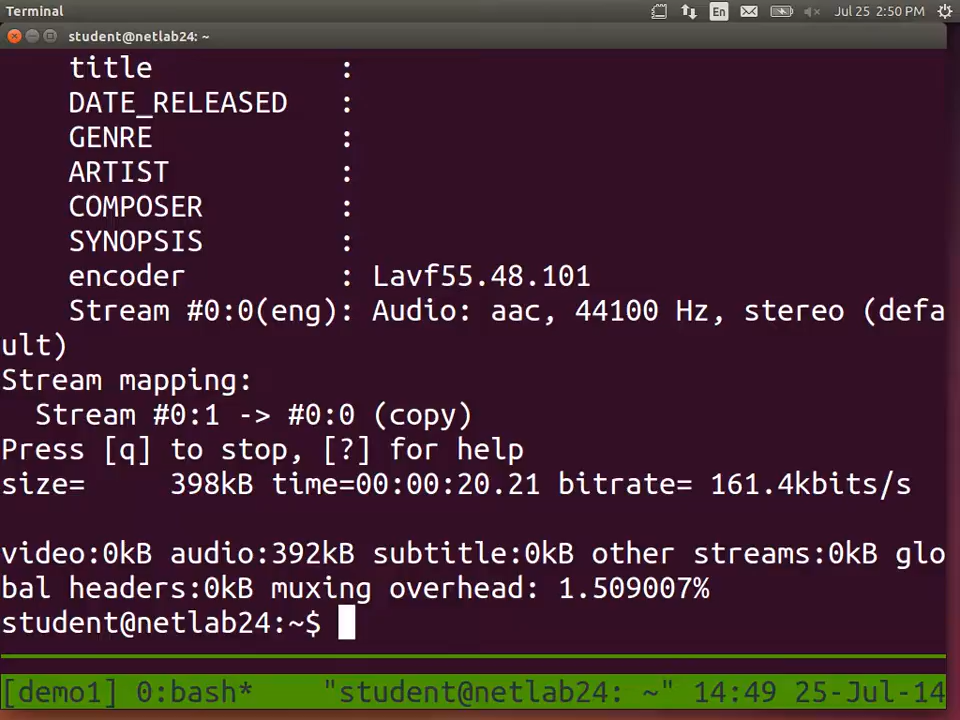 Terminal
En
Jul 25 2:50 PM
student@netlab24: ~
title :
DATE_RELEASED :
GENRE :
ARTIST :
COMPOSER :
SYNOPSIS :
encoder : Lavf55.48.101
Stream #0:0(eng): Audio: aac, 44100 Hz, stereo (defa
ult)
Stream mapping:
Stream #0:1 -> #0:0 (copy)
Press [q] to stop, [?] for help
size= 398kB time=00:00:20.21 bitrate= 161.4kbits/s
video:0kB audio:392kB subtitle:0kB other streams:0kB glo
bal headers:0kB muxing overhead: 1.509007%
student@netlab24:~$
[demo1] 0:bash* "student@netlab24: ~" 14:49 25-Jul-14